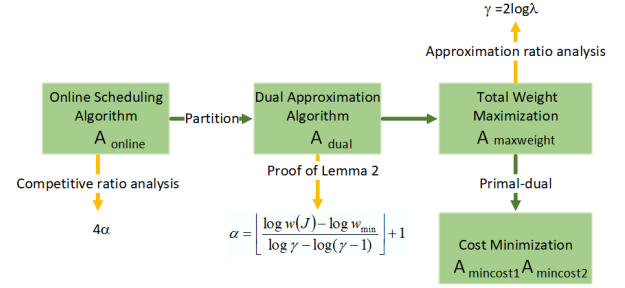 γ =2logλ
Approximation ratio analysis
Online Scheduling
Algorithm
A online
Partition
Dual Approximation
Algorithm
A dual
Total Weight
Maximization
A maxweight
Competitive ratio analysis
4α
Proof of Lemma 2
α = ⌊ (log w(J) − log w_min) / (log γ − log(γ − 1)) ⌋ + 1
Primal-dual
Cost Minimization
A mincost1 A mincost2